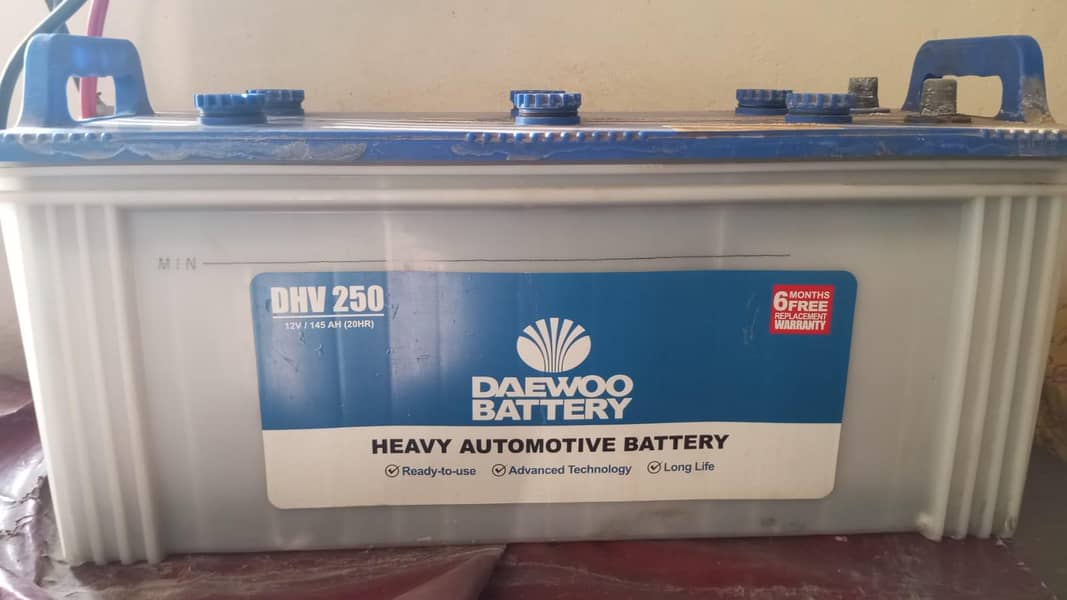 MIN
DHV 250
12V / 145 AH (20HR)
6 MONTHS
FREE
REPLACEMENT
WARRANTY
DAEWOO
BATTERY
HEAVY AUTOMOTIVE BATTERY
Ready-to-use Advanced Technology Long Life